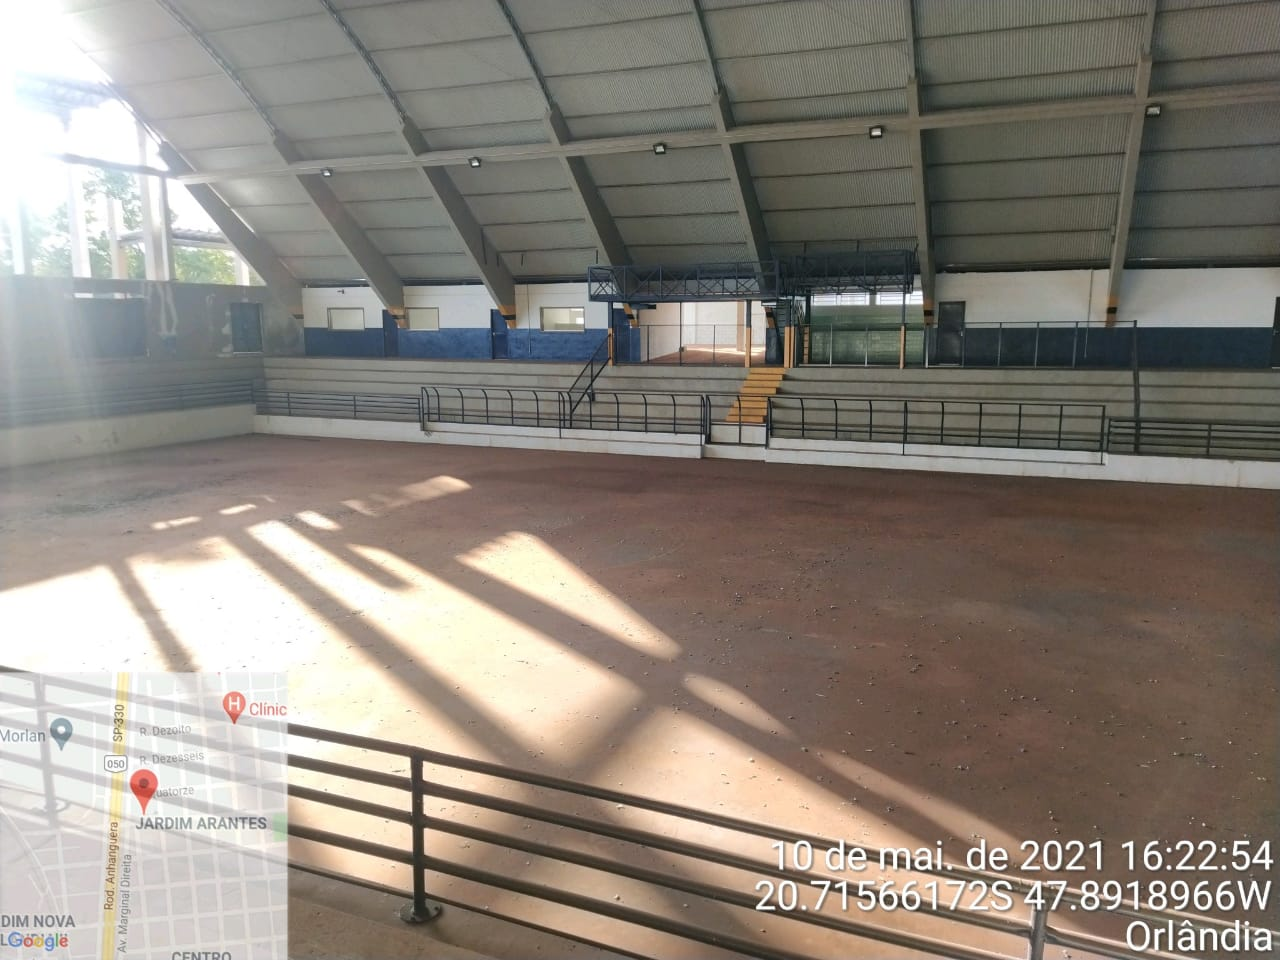 Clínic
Morlan
SP-330
R. Dezoito
050
R. Dezesseis
uatorze
JARDIM ARANTES
Rod. Anhanguera
Av. Marginal Direita
DIM NOVA
Google
CENTRO
10 de mai. de 2021 16:22:54
20.71566172S 47.8918966W
Orlândia